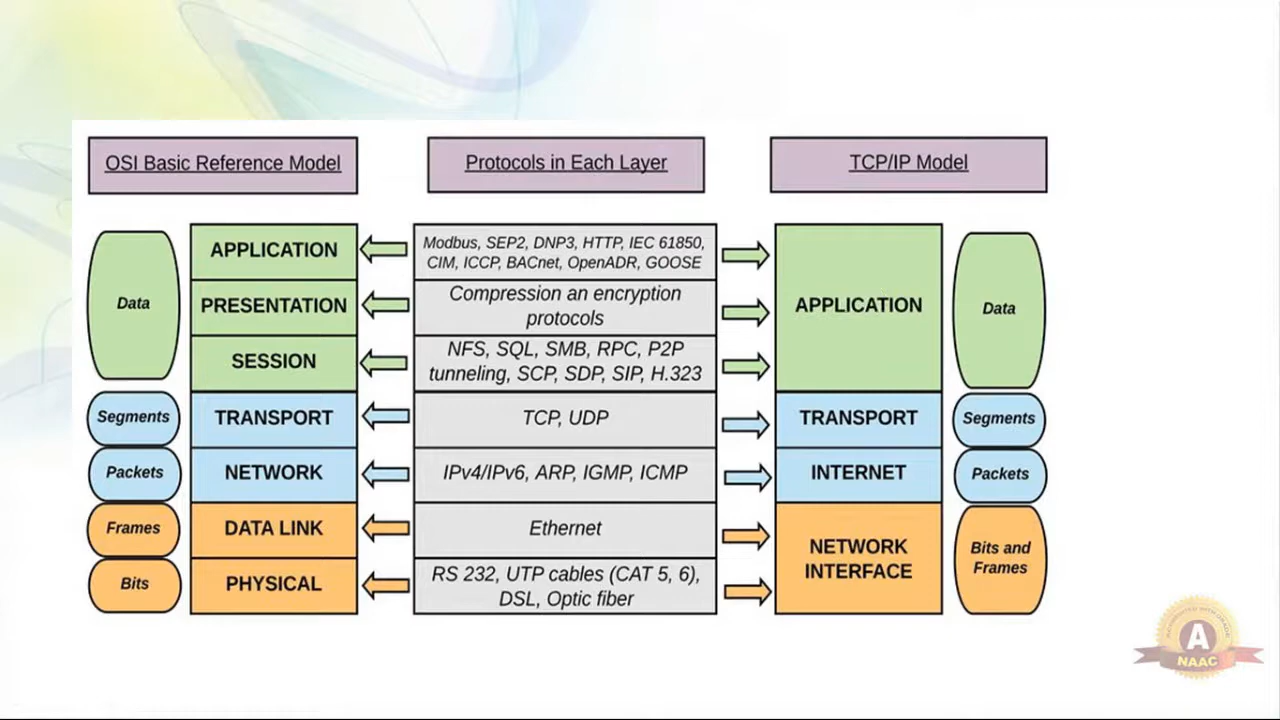 OSI Basic Reference Model
Protocols in Each Layer
TCP/IP Model
Data
APPLICATION
Modbus, SEP2, DNP3, HTTP, IEC 61850,
CIM, ICCP, BACnet, OpenADR, GOOSE
APPLICATION
Data
PRESENTATION
Compression an encryption
protocols
SESSION
NFS, SQL, SMB, RPC, P2P
tunneling, SCP, SDP, SIP, H.323
Segments
TRANSPORT
TCP, UDP
TRANSPORT
Segments
Packets
NETWORK
IPv4/IPv6, ARP, IGMP, ICMP
INTERNET
Packets
Frames
DATA LINK
Ethernet
NETWORK
INTERFACE
Bits and
Frames
Bits
PHYSICAL
RS 232, UTP cables (CAT 5, 6),
DSL, Optic fiber
A
NAAC